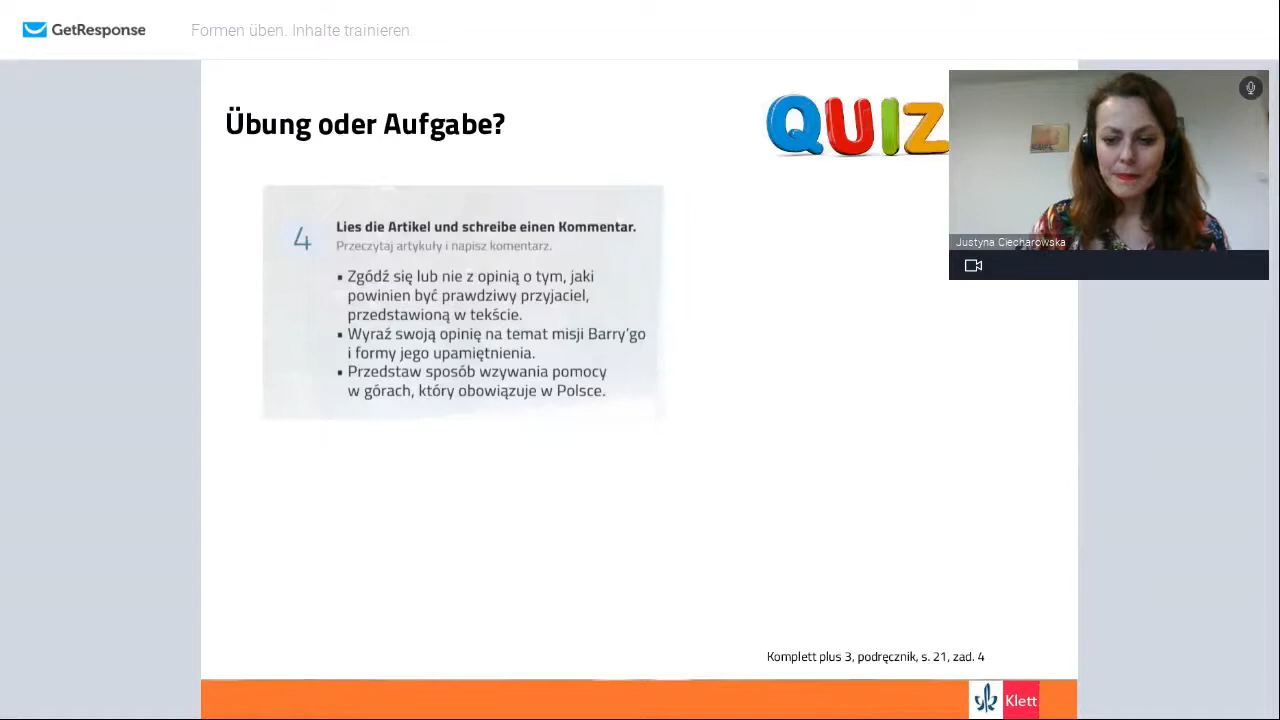 GetResponse
Formen üben. Inhalte trainieren.
Übung oder Aufgabe?
QUIZ
4
Lies die Artikel und schreibe einen Kommentar.
Przeczytaj artykuły i napisz komentarz.
▪ Zgódź się lub nie z opinią o tym, jaki
powinien być prawdziwy przyjaciel,
przedstawioną w tekście.
▪ Wyraź swoją opinię na temat misji Barry'go
i formy jego upamiętnienia.
▪ Przedstaw sposób wzywania pomocy
w górach, który obowiązuje w Polsce.
Justyna Ciecharowska
Komplett plus 3, podręcznik, s. 21, zad. 4
Klett